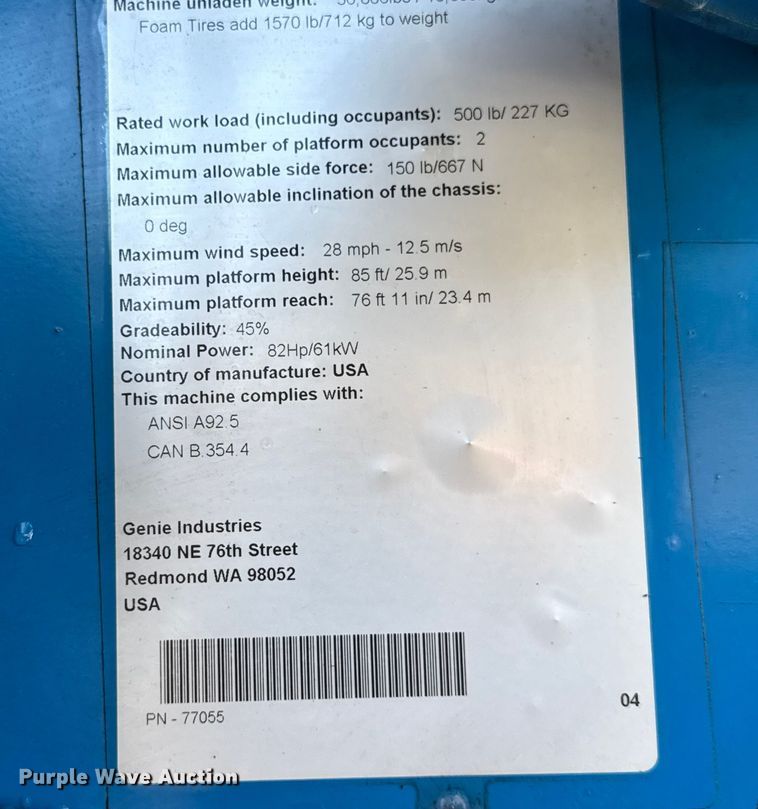 Machine unladen weight:
Foam Tires add 1570 lb/712 kg to weight
Rated work load (including occupants): 500 lb/ 227 KG
Maximum number of platform occupants: 2
Maximum allowable side force: 150 lb/667 N
Maximum allowable inclination of the chassis:
0 deg
Maximum wind speed: 28 mph - 12.5 m/s
Maximum platform height: 85 ft/ 25.9 m
Maximum platform reach: 76 ft 11 in/ 23.4 m
Gradeability: 45%
Nominal Power: 82Hp/61kW
Country of manufacture: USA
This machine complies with:
ANSI A92.5
CAN B.354.4
Genie Industries
18340 NE 76th Street
Redmond WA 98052
USA
PN - 77055
04
Purple Wave Auction